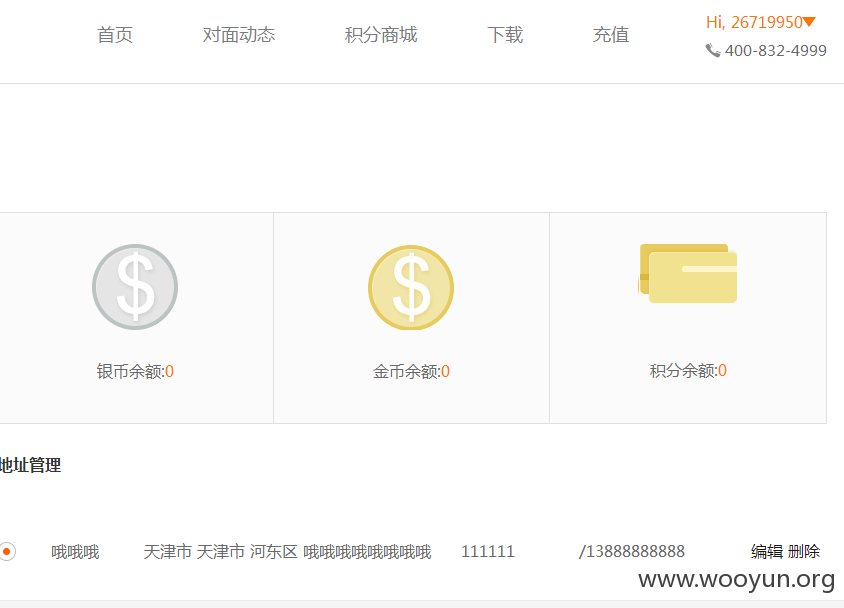 首页 对面动态 积分商城 下载 充值 Hi, 26719950
400-832-4999
$ $
银币余额:0 金币余额:0 积分余额:0
地址管理
哦哦哦 天津市 天津市 河东区 哦哦哦哦哦哦哦哦 111111 /13888888888 编辑 删除
www.wooyun.org